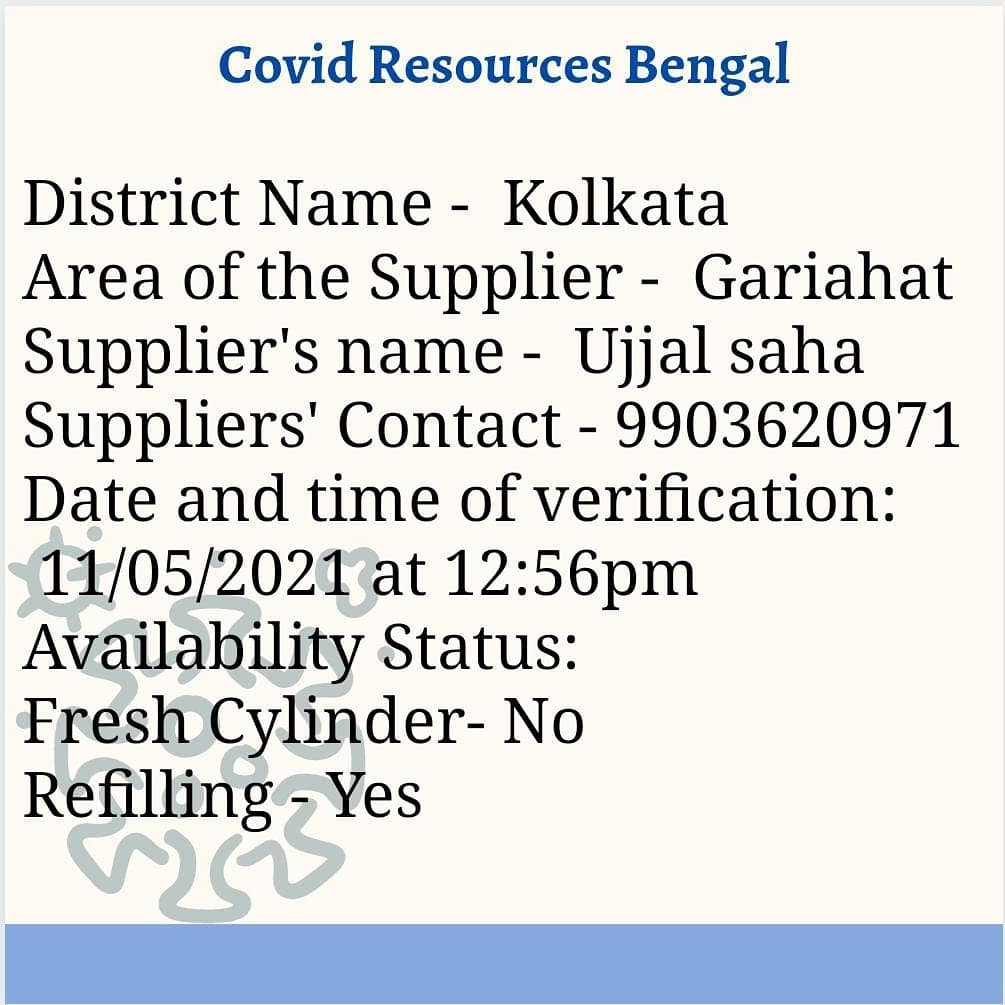 Covid Resources Bengal
District Name -  Kolkata
Area of the Supplier -  Gariahat
Supplier's name -  Ujjal saha
Suppliers' Contact - 9903620971
Date and time of verification:
11/05/2021 at 12:56pm
Availability Status:
Fresh Cylinder- No
Refilling - Yes